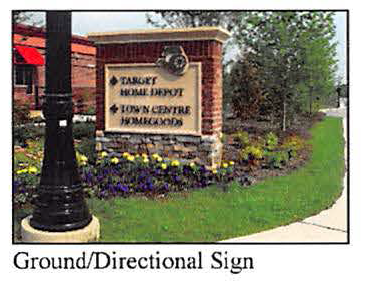 TARGET
HOME DEPOT
TOWN CENTRE
HOMEGOODS
Ground/Directional Sign